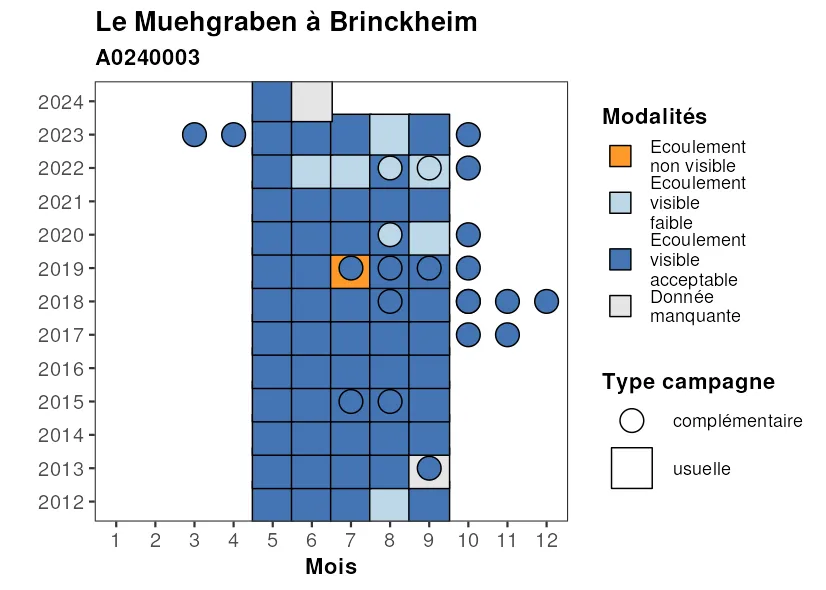 Le Muehgraben à Brinckheim
A0240003
2024
2023
2022
2021
2020
2019
2018
2017
2016
2015
2014
2013
2012
1 2 3 4 5 6 7 8 9 10 11 12
Mois
Modalités
Ecoulement
non visible
Ecoulement
visible
faible
Ecoulement
visible
acceptable
Donnée
manquante
Type campagne
complémentaire
usuelle